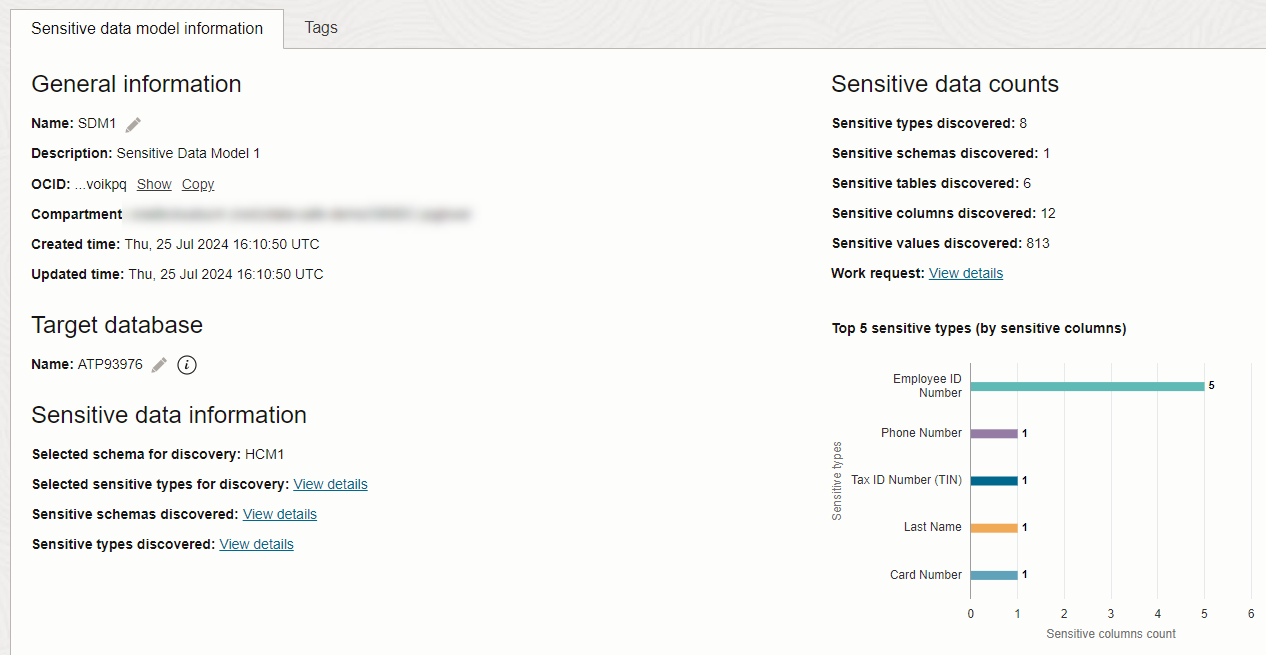 Sensitive data model information
Tags
General information
Name: SDM1
Description: Sensitive Data Model 1
OCID: ...voikpq Show Copy
Compartment
Created time: Thu, 25 Jul 2024 16:10:50 UTC
Updated time: Thu, 25 Jul 2024 16:10:50 UTC
Target database
Name: ATP93976
Sensitive data information
Selected schema for discovery: HCM1
Selected sensitive types for discovery: View details
Sensitive schemas discovered: View details
Sensitive types discovered: View details
Sensitive data counts
Sensitive types discovered: 8
Sensitive schemas discovered: 1
Sensitive tables discovered: 6
Sensitive columns discovered: 12
Sensitive values discovered: 813
Work request: View details
Top 5 sensitive types (by sensitive columns)
Sensitive types
Employee ID
Number
5
Phone Number 1
Tax ID Number (TIN) 1
Last Name 1
Card Number 1
0 1 2 3 4 5 6
Sensitive columns count